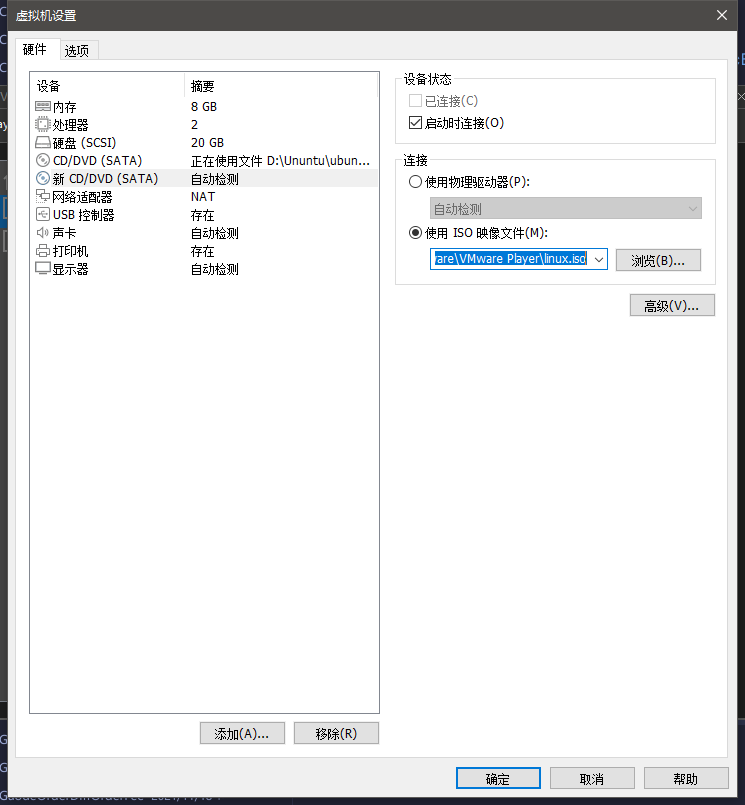 虚拟机设置
硬件 选项
设备 摘要
内存 8 GB
处理器 2
硬盘 (SCSI) 20 GB
CD/DVD (SATA) 正在使用文件 D:\Ununtu\ubun...
新 CD/DVD (SATA) 自动检测
网络适配器 NAT
USB 控制器 存在
声卡 自动检测
打印机 存在
显示器 自动检测
添加(A)... 移除(R)
设备状态
已连接(C)
启动时连接(O)
连接
使用物理驱动器(P):
自动检测
使用 ISO 映像文件(M):
\VMware Player\linux.iso 浏览(B)...
高级(V)...
确定 取消 帮助